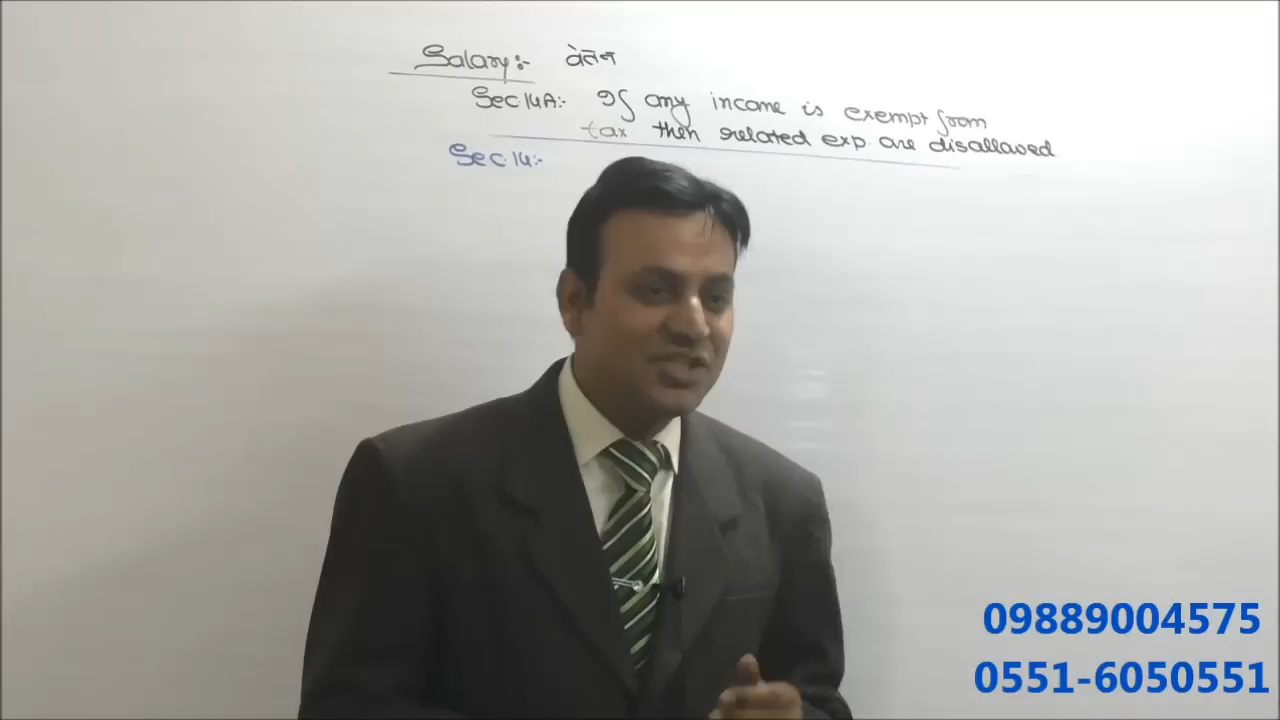 Salary:- वेतन
Sec 14A:- If any income is exempt from
tax then related exp. are disallowed
Sec. 14:-
09889004575
0551-6050551